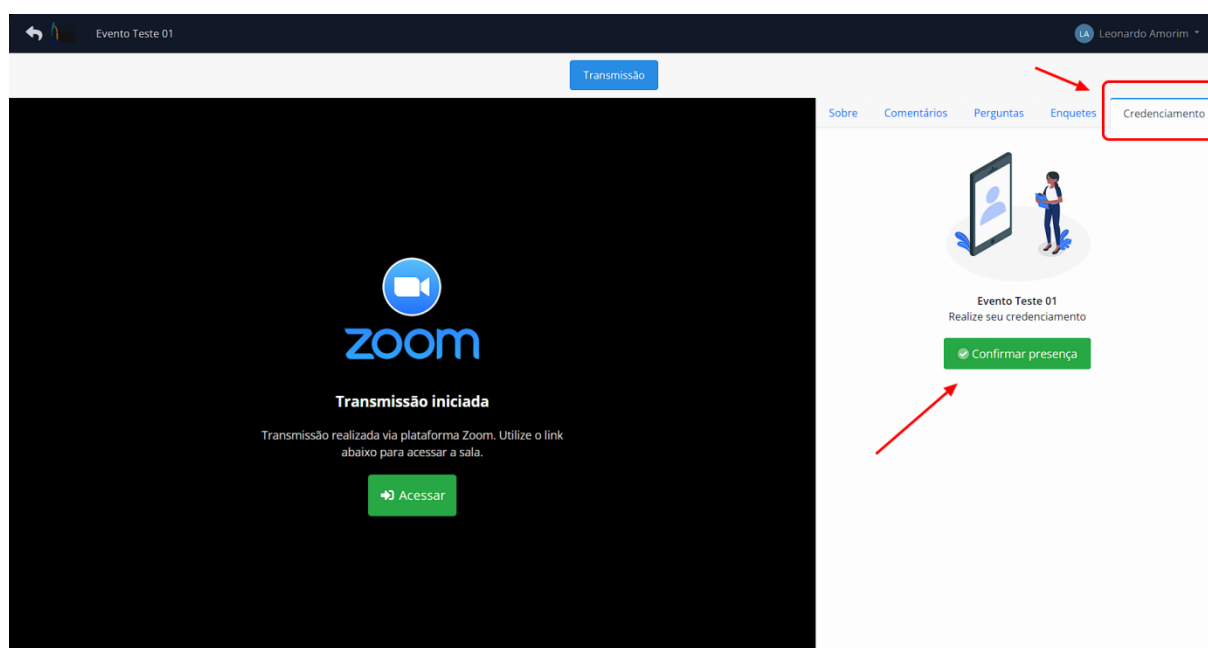 Evento Teste 01
LA Leonardo Amorim
Transmissão
Sobre Comentários Perguntas Enquetes Credenciamento
zoom
Transmissão iniciada
Transmissão realizada via plataforma Zoom. Utilize o link
abaixo para acessar a sala.
Acessar
Evento Teste 01
Realize seu credenciamento
Confirmar presença